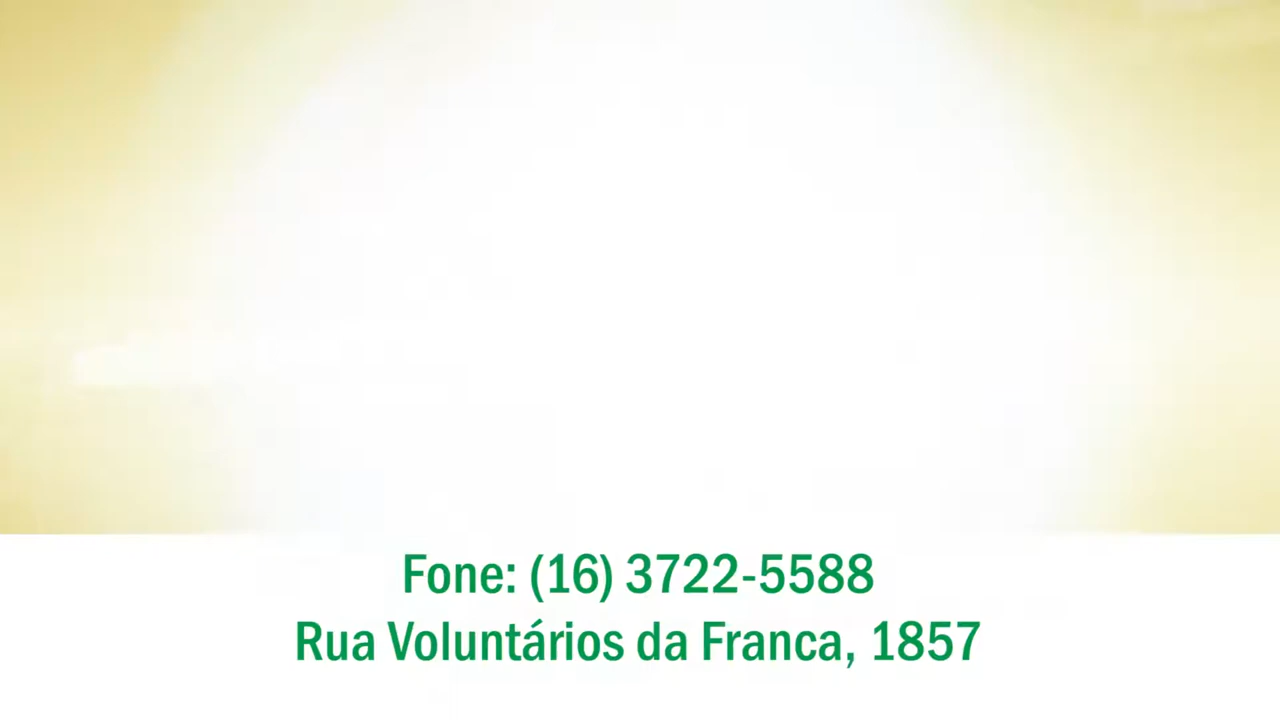 Fone: (16) 3722-5588
Rua Voluntários da Franca, 1857